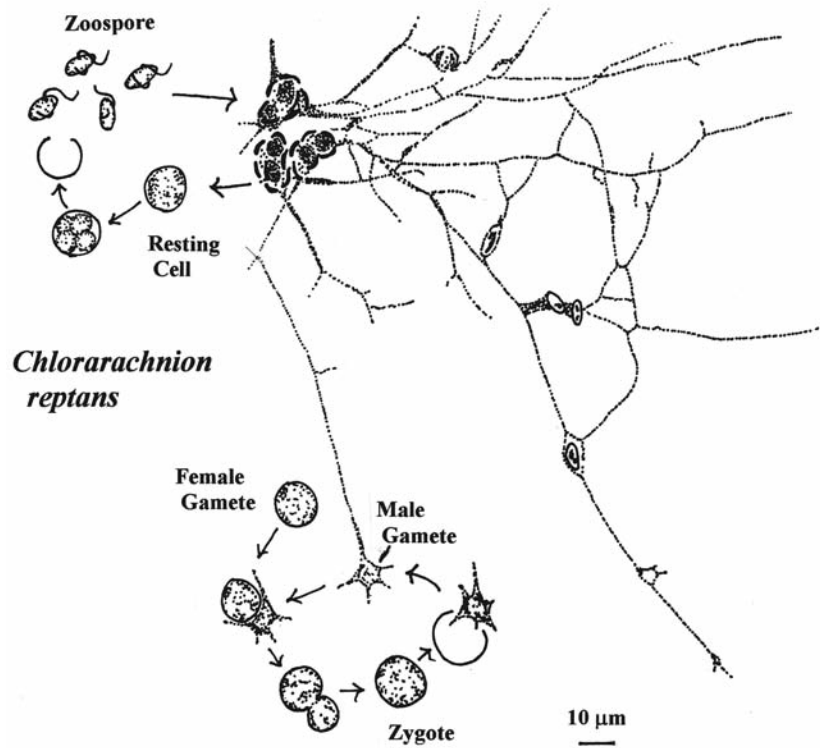 Zoospore
Resting
Cell
Chlorarachnion
reptans
Female
Gamete
Male
Gamete
Zygote
10 μm